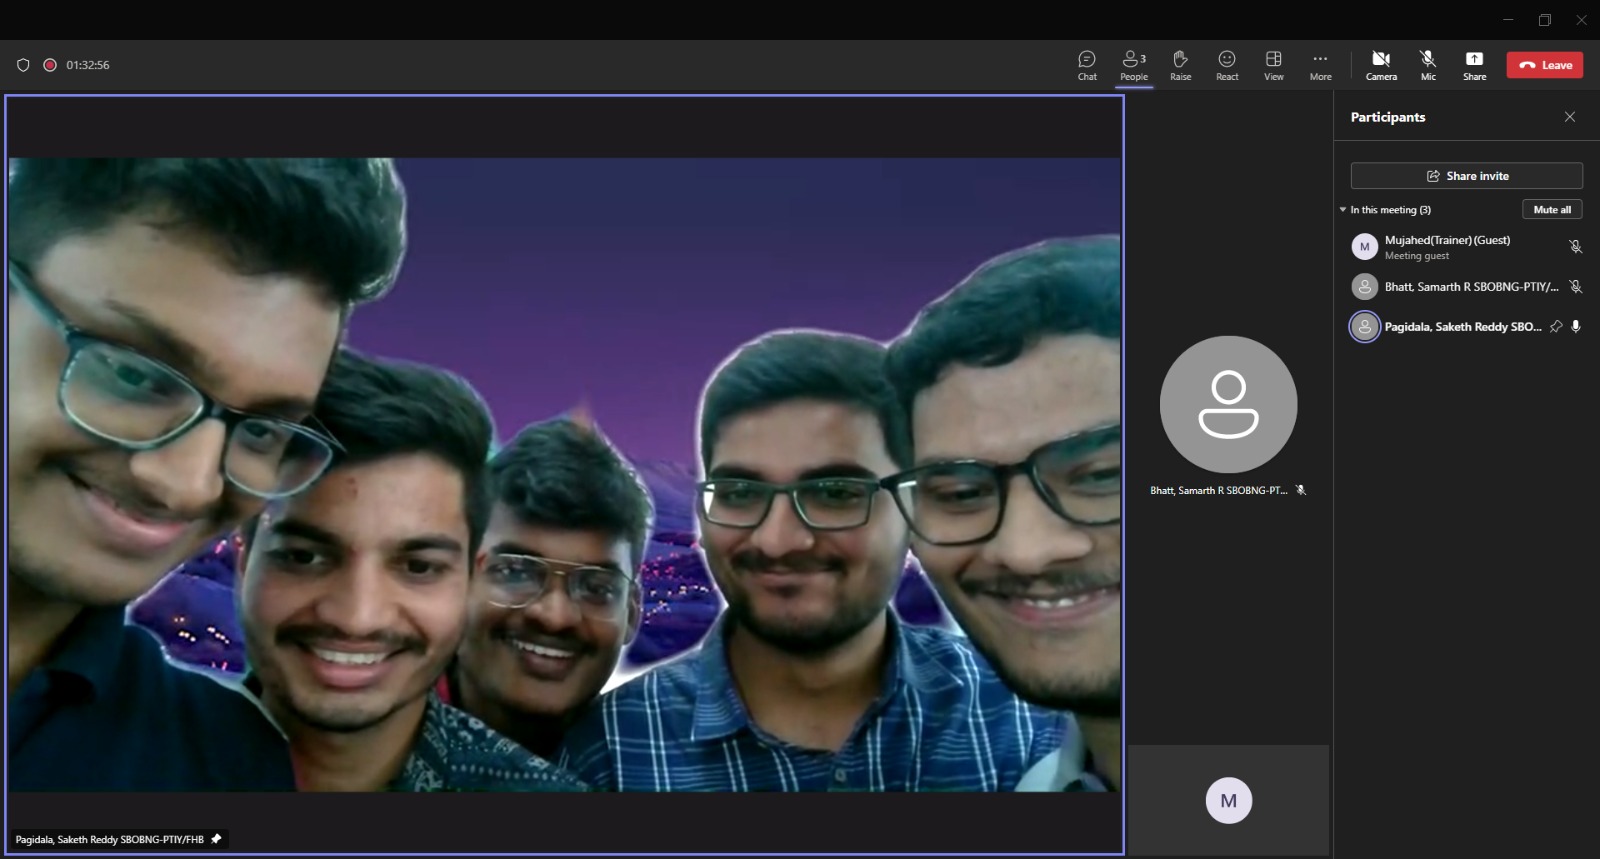 01:32:56
Chat
3
People
Raise
React
View
More
Camera
Mic
Share
Leave
Participants
Share invite
In this meeting (3)
Mute all
M
Mujahed(Trainer) (Guest)
Meeting guest
Bhatt, Samarth R SBOBNG-PTIY/...
Pagidala, Saketh Reddy SBO...
Bhatt, Samarth R SBOBNG-PT...
M
Pagidala, Saketh Reddy SBOBNG-PTIY/FHB